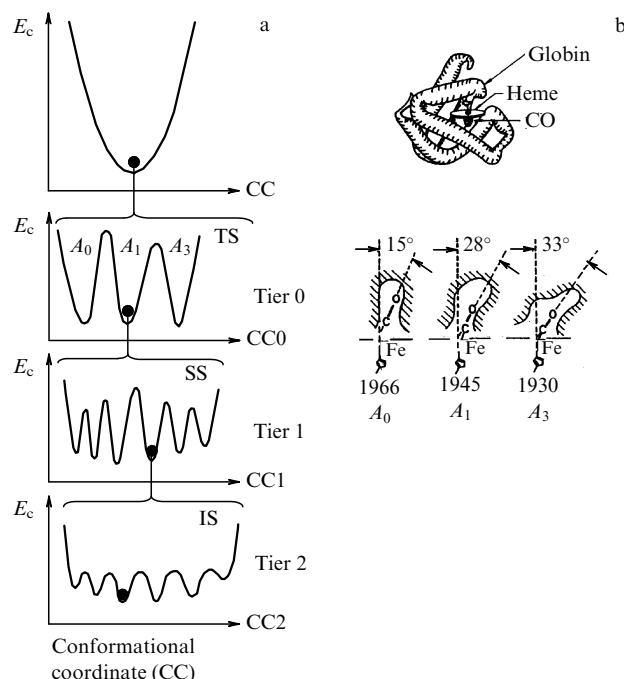 E_c
a
CC
E_c
TS
A_0 A_1 A_3
Tier 0
CC0
E_c
SS
Tier 1
CC1
E_c
IS
Tier 2
CC2
Conformational
coordinate (CC)
b
Globin
Heme
CO
15° 28° 33°
C O C O C O
Fe Fe Fe
1966 1945 1930
A_0 A_1 A_3